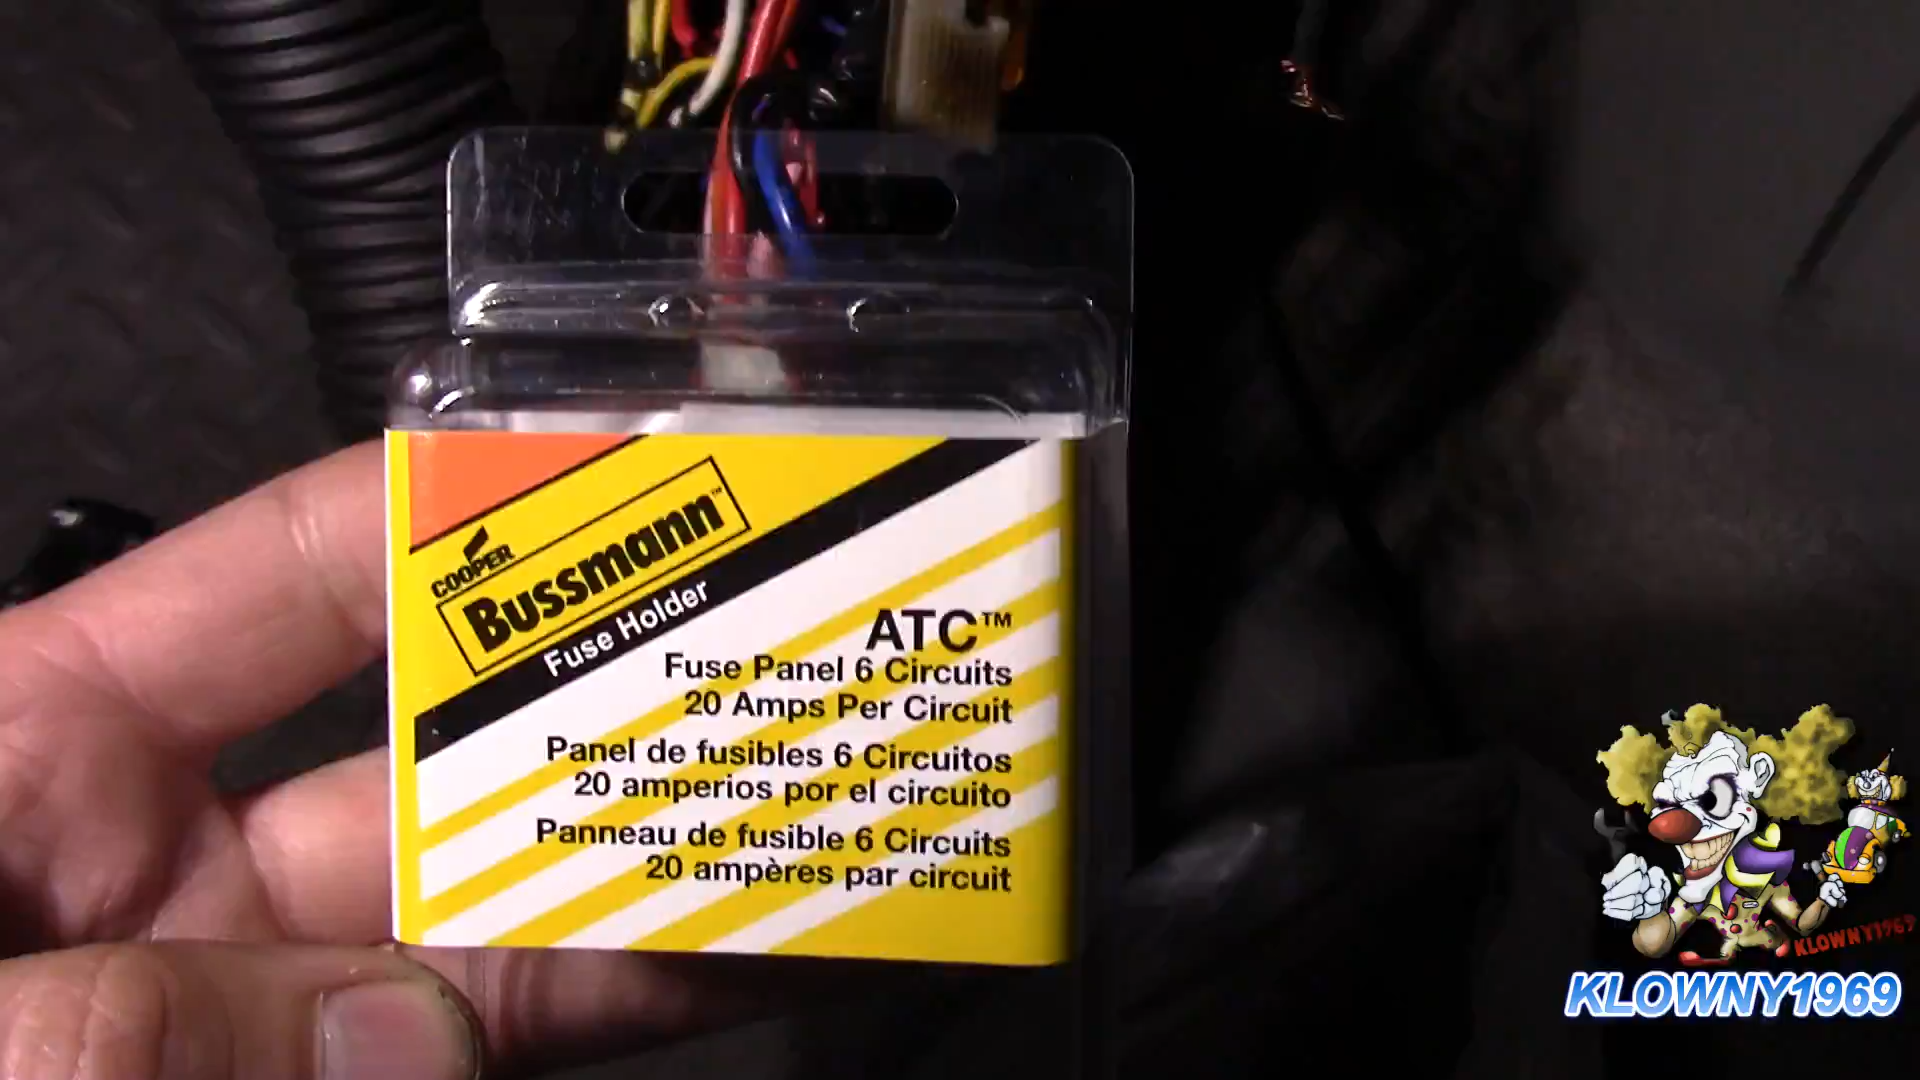 COOPER
Bussmann™
Fuse Holder
ATC™
Fuse Panel 6 Circuits
20 Amps Per Circuit
Panel de fusibles 6 Circuitos
20 amperios por el circuito
Panneau de fusible 6 Circuits
20 ampères par circuit
KLOWNY1969
KLOWNY1969